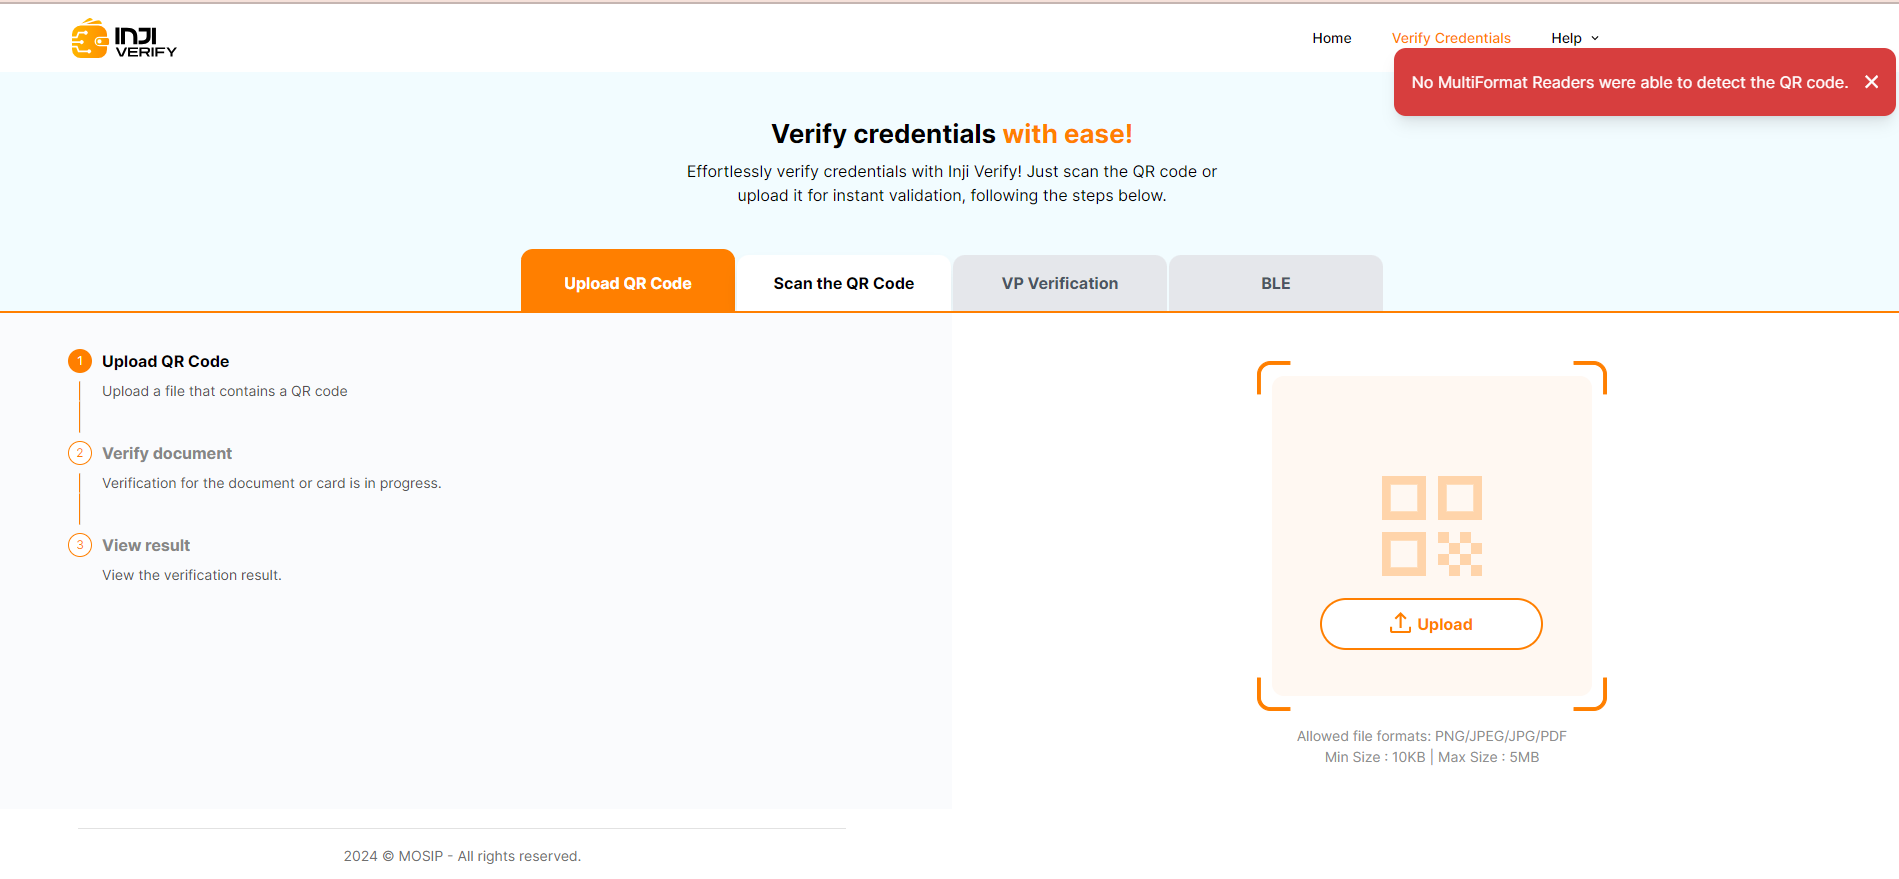 INJI
VERIFY
Home
Verify Credentials
Help
No MultiFormat Readers were able to detect the QR code.
Verify credentials with ease!
Effortlessly verify credentials with Inji Verify! Just scan the QR code or
upload it for instant validation, following the steps below.
Upload QR Code
Scan the QR Code
VP Verification
BLE
1
Upload QR Code
Upload a file that contains a QR code
2
Verify document
Verification for the document or card is in progress.
3
View result
View the verification result.
Upload
Allowed file formats: PNG/JPEG/JPG/PDF
Min Size : 10KB | Max Size : 5MB
2024 © MOSIP - All rights reserved.